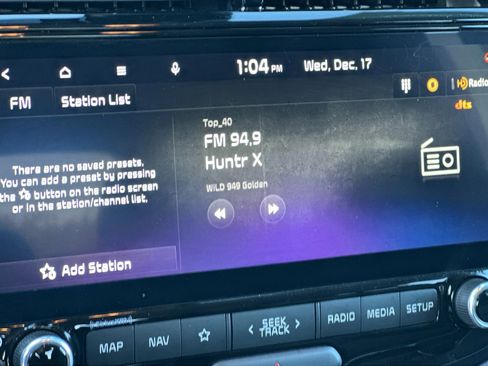 1:04 PM Wed, Dec, 17
FM Station List
Radio
dts
Top_40
FM 94.9
Huntr X
WiLD 949 Golden
There are no saved presets.
You can add a preset by pressing
the button on the radio screen
or in the station/channel list.
Add Station
MAP NAV SEEK TRACK RADIO MEDIA SETUP